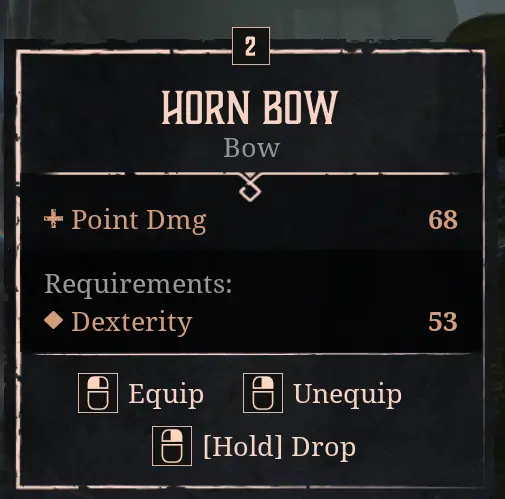 2
HORN BOW
Bow
Point Dmg 68
Requirements:
Dexterity 53
Equip Unequip
[Hold] Drop